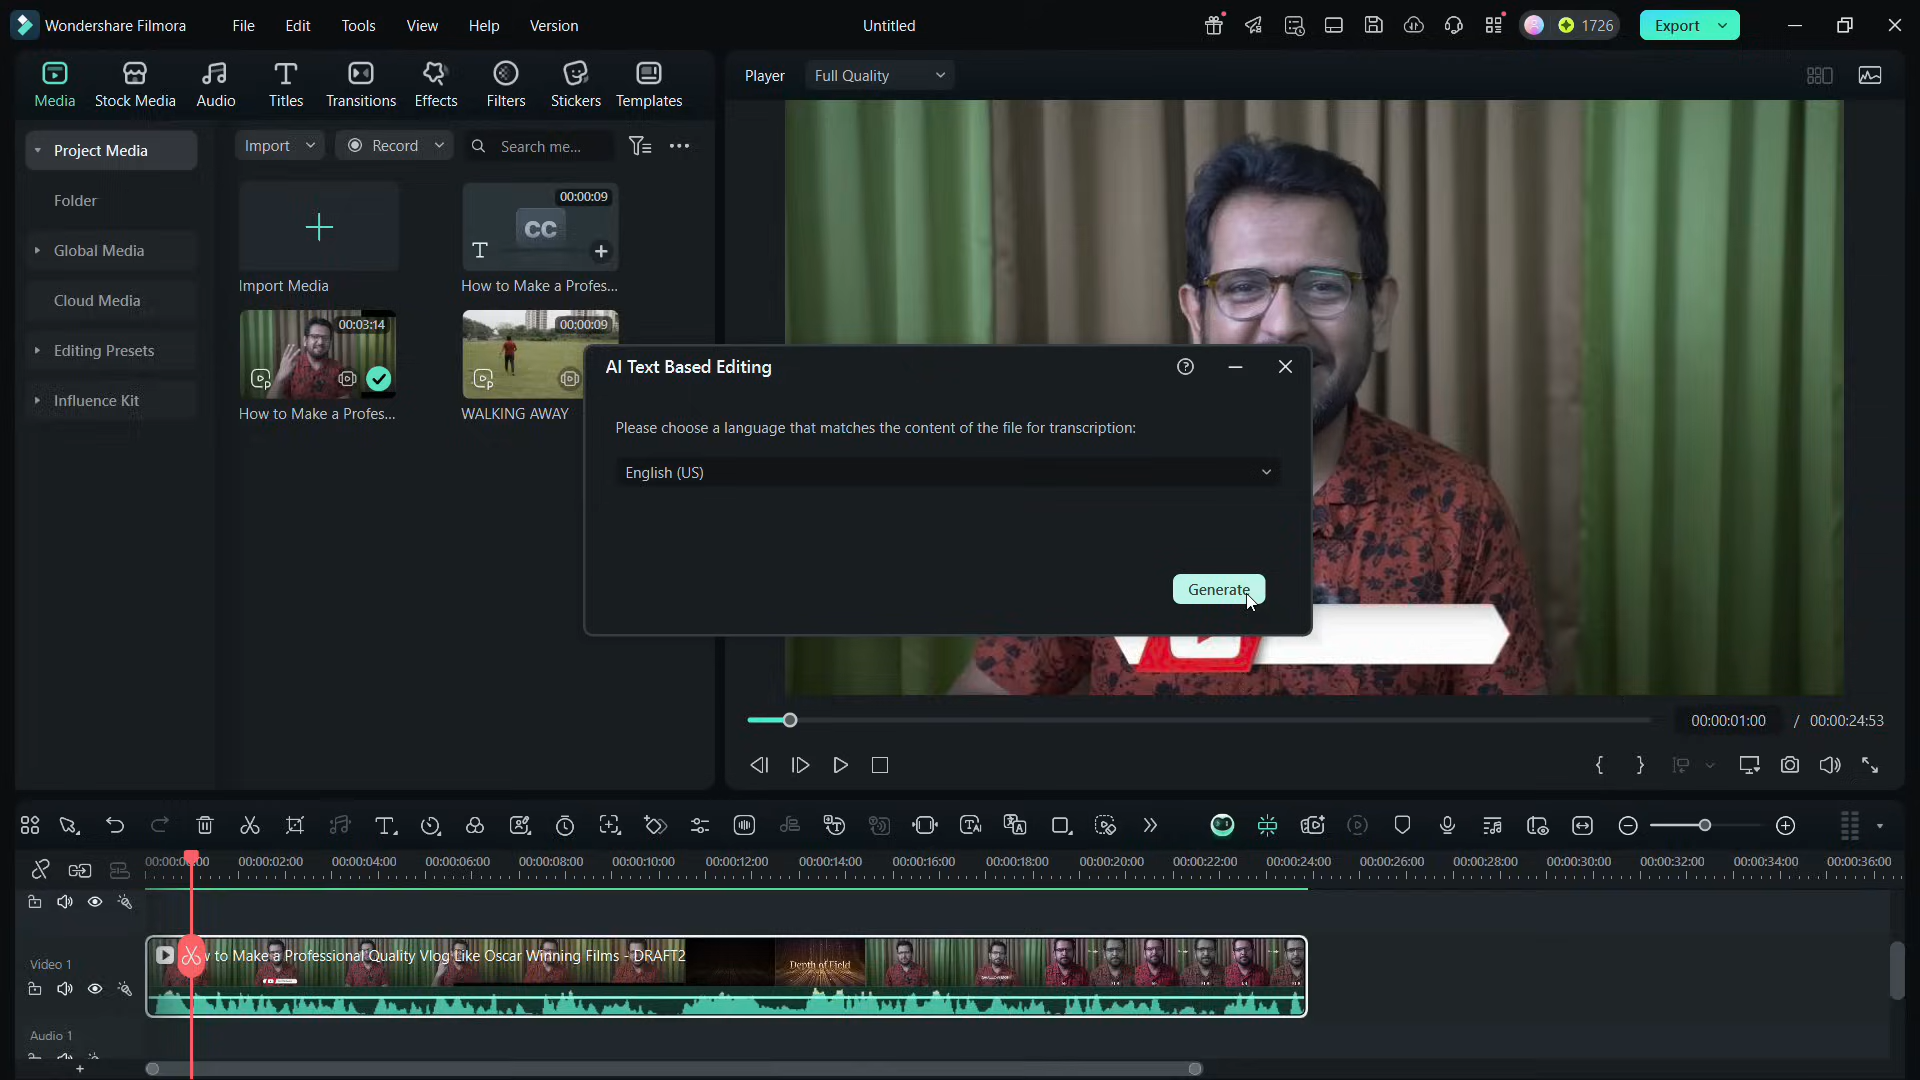 Wondershare Filmora File Edit Tools View Help Version Untitled 1726 Export
Media Stock Media Audio Titles Transitions Effects Filters Stickers Templates
Player Full Quality
Project Media
Folder
Global Media
Cloud Media
Editing Presets
Influence Kit
Import Record Search me...
00:00:09
CC
Import Media How to Make a Profes...
00:03:14 00:00:09
How to Make a Profes... WALKING AWAY
AI Text Based Editing
Please choose a language that matches the content of the file for transcription:
English (US)
Generate
00:00:01:00 / 00:00:24:53
00:00:02:00 00:00:04:00 00:00:06:00 00:00:08:00 00:00:10:00 00:00:12:00 00:00:14:00 00:00:16:00 00:00:18:00 00:00:20:00 00:00:22:00 00:00:24:00 00:00:26:00 00:00:28:00 00:00:30:00 00:00:32:00 00:00:34:00 00:00:36:00
to Make a Professional Quality Vlog Like Oscar Winning Films - DRAFT2
Depth of Field
Video 1
Audio 1